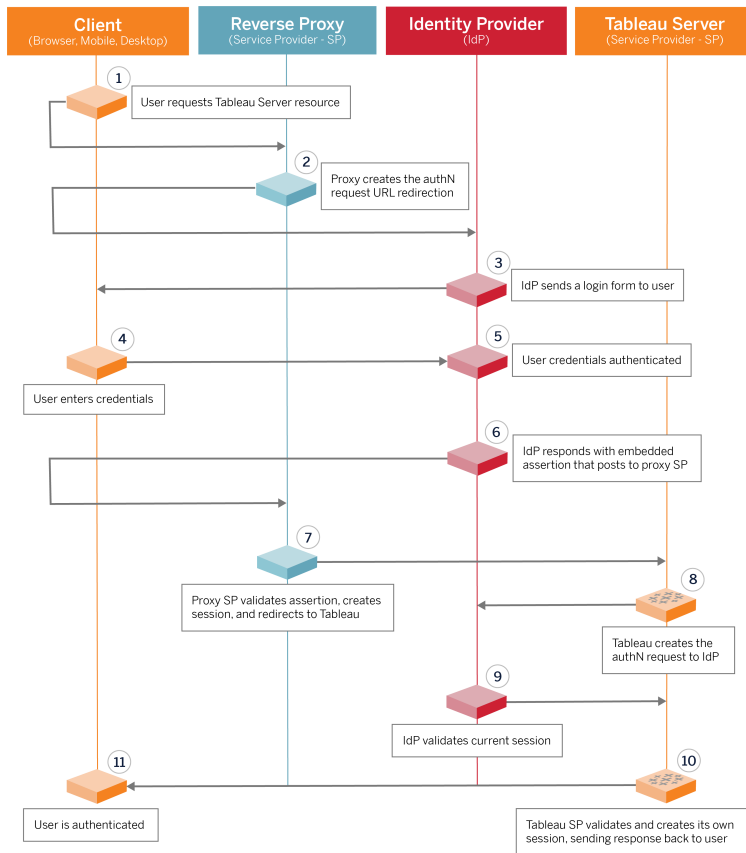 Client
(Browser, Mobile, Desktop)
Reverse Proxy
(Service Provider - SP)
Identity Provider
(IdP)
Tableau Server
(Service Provider - SP)
1
User requests Tableau Server resource
2
Proxy creates the authN
request URL redirection
3
IdP sends a login form to user
4
User enters credentials
5
User credentials authenticated
6
IdP responds with embedded
assertion that posts to proxy SP
7
Proxy SP validates assertion, creates
session, and redirects to Tableau
8
Tableau creates the
authN request to IdP
9
IdP validates current session
10
Tableau SP validates and creates its own
session, sending response back to user
11
User is authenticated